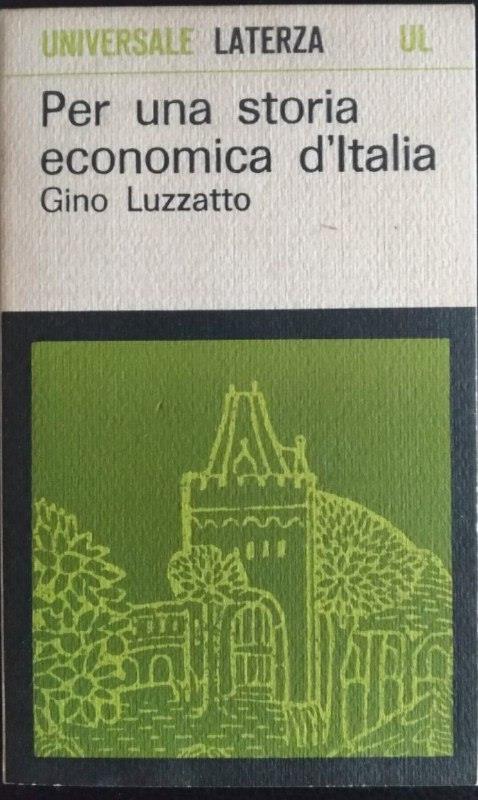 UNIVERSALE LATERZA UL
Per una storia
economica d'Italia
Gino Luzzatto